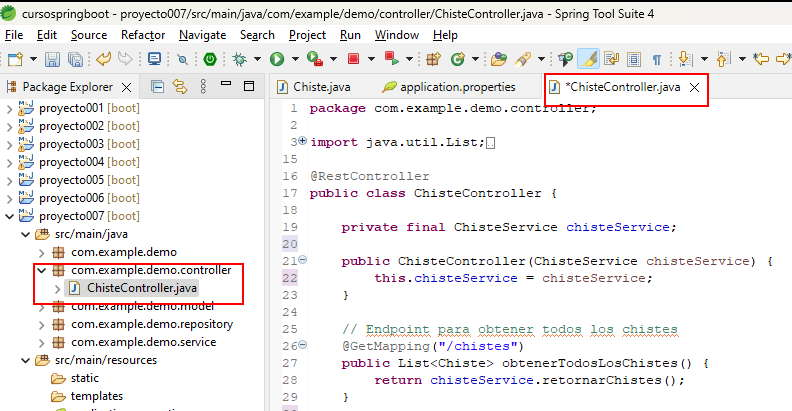 cursospringboot - proyecto007/src/main/java/com/example/demo/controller/ChisteController.java - Spring Tool Suite 4
File Edit Source Refactor Navigate Search Project Run Window Help
Package Explorer
proyecto001 [boot]
proyecto002 [boot]
proyecto003 [boot]
proyecto004 [boot]
proyecto005 [boot]
proyecto006 [boot]
proyecto007 [boot]
src/main/java
com.example.demo
com.example.demo.controller
ChisteController.java
com.example.demo.model
com.example.demo.repository
com.example.demo.service
src/main/resources
static
templates
Chiste.java application.properties *ChisteController.java
1 package com.example.demo.controller;
2
3 import java.util.List;
15
16 @RestController
17 public class ChisteController {
18
19 private final ChisteService chisteService;
20
21 public ChisteController(ChisteService chisteService) {
22 this.chisteService = chisteService;
23 }
24
25 // Endpoint para obtener todos los chistes
26 @GetMapping("/chistes")
27 public List<Chiste> obtenerTodosLosChistes() {
28 return chisteService.retornarChistes();
29 }